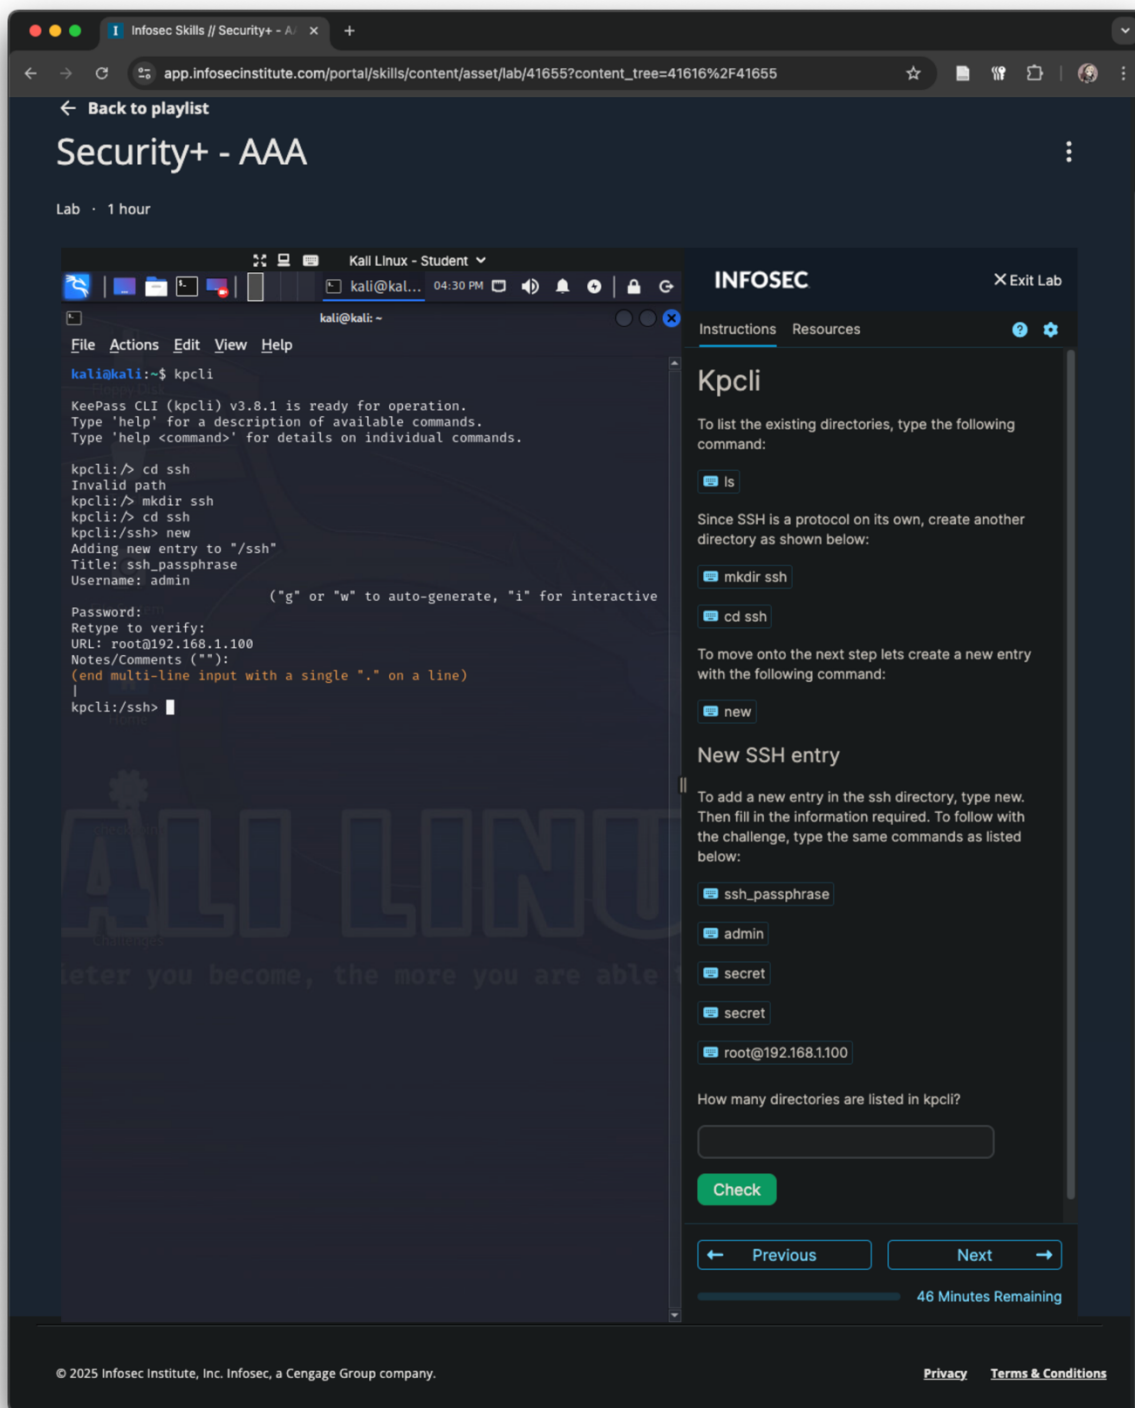 Infosec Skills // Security+ - A
app.infosecinstitute.com/portal/skills/content/asset/lab/41655?content_tree=41616%2F41655
Back to playlist
Security+ - AAA
Lab · 1 hour
Kali Linux - Student
kali@kal... 04:30 PM
kali@kali: ~
File Actions Edit View Help
kali@kali:~$ kpcli
KeePass CLI (kpcli) v3.8.1 is ready for operation.
Type 'help' for a description of available commands.
Type 'help <command>' for details on individual commands.
kpcli:/> cd ssh
Invalid path
kpcli:/> mkdir ssh
kpcli:/> cd ssh
kpcli:/ssh> new
Adding new entry to "/ssh"
Title: ssh_passphrase
Username: admin
("g" or "w" to auto-generate, "i" for interactive
Password:
Retype to verify:
URL: root@192.168.1.100
Notes/Comments (""):
(end multi-line input with a single "." on a line)
|
kpcli:/ssh>
Home
ALI LINU
Challenges
ieter you become, the more you are able t
INFOSEC
Exit Lab
Instructions Resources
Kpcli
To list the existing directories, type the following
command:
ls
Since SSH is a protocol on its own, create another
directory as shown below:
mkdir ssh
cd ssh
To move onto the next step lets create a new entry
with the following command:
new
New SSH entry
To add a new entry in the ssh directory, type new.
Then fill in the information required. To follow with
the challenge, type the same commands as listed
below:
ssh_passphrase
admin
secret
secret
root@192.168.1.100
How many directories are listed in kpcli?
Check
Previous Next
46 Minutes Remaining
© 2025 Infosec Institute, Inc. Infosec, a Cengage Group company.
Privacy Terms & Conditions